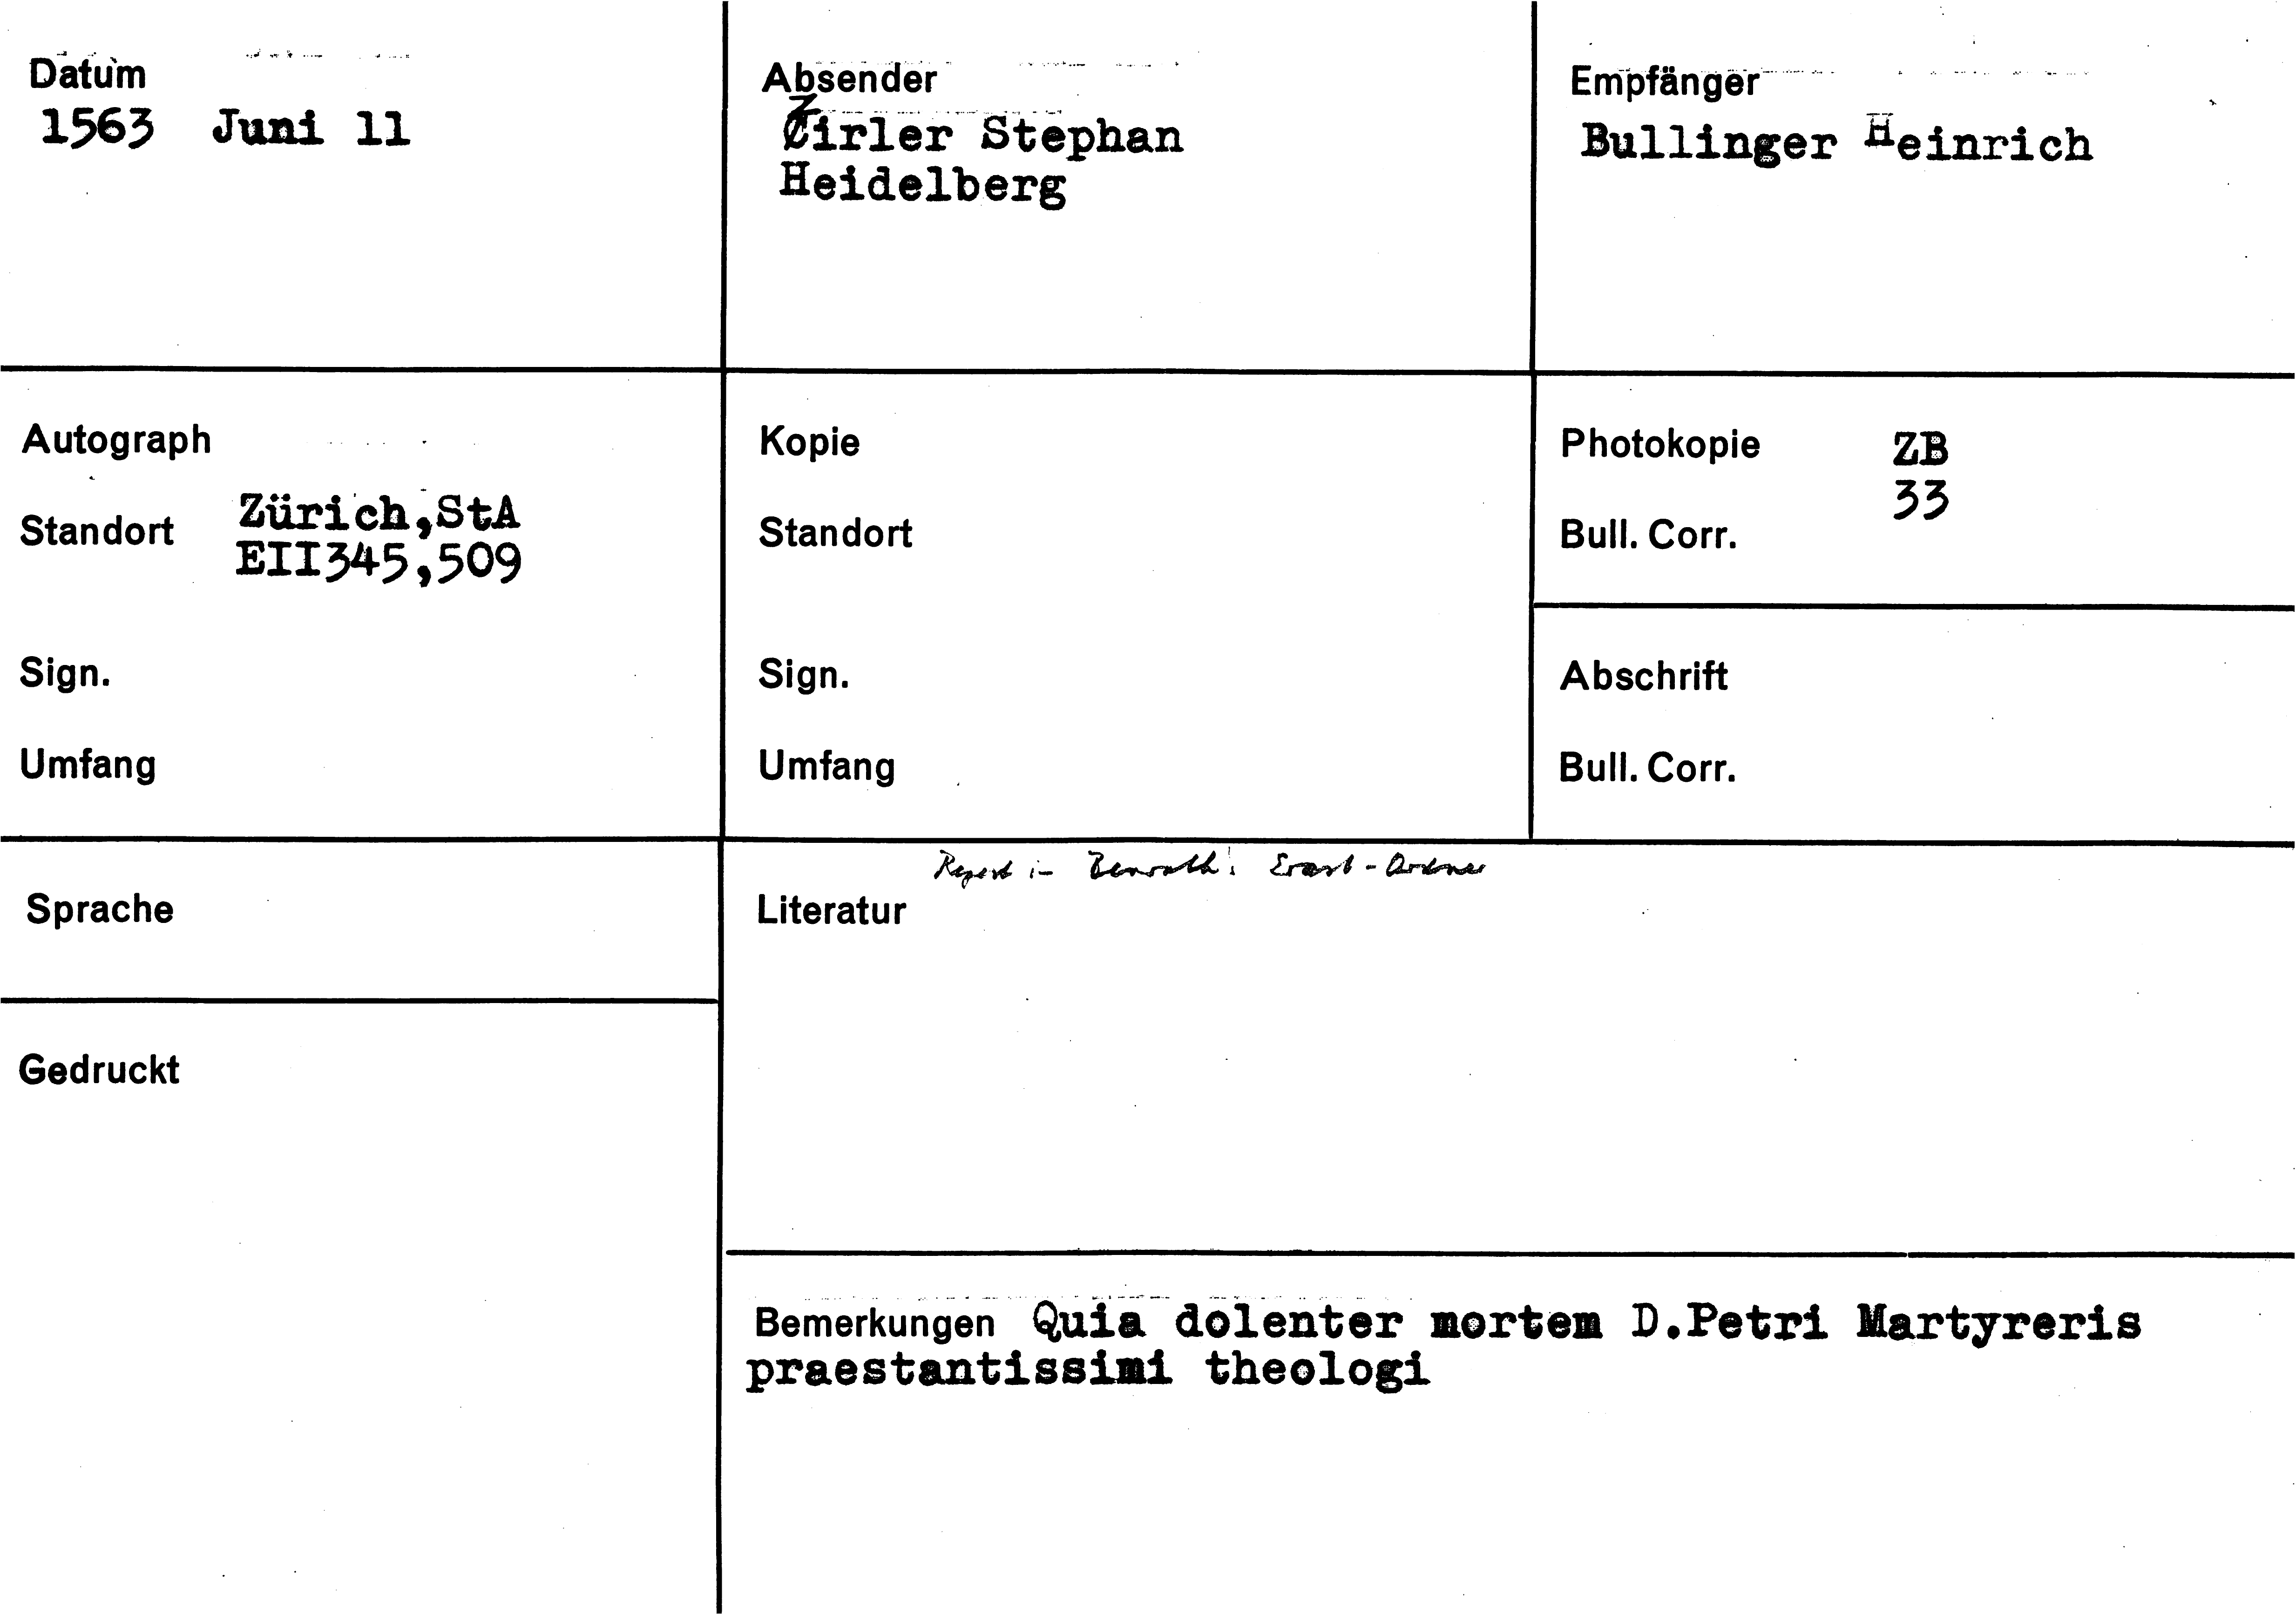 Datum
1563 Juni 11
Absender
Zirler Stephan
Heidelberg
Empfänger
Bullinger Heinrich
Autograph
Standort Zürich,StA
EII345,509
Sign.
Umfang
Kopie
Standort
Sign.
Umfang
Photokopie ZB
33
Bull. Corr.
Abschrift
Bull. Corr.
Sprache
Gedruckt
Regest in Benrath: Erast-Ordner
Literatur
Bemerkungen Quia dolenter mortem D.Petri Martyreris
praestantissimi theologi